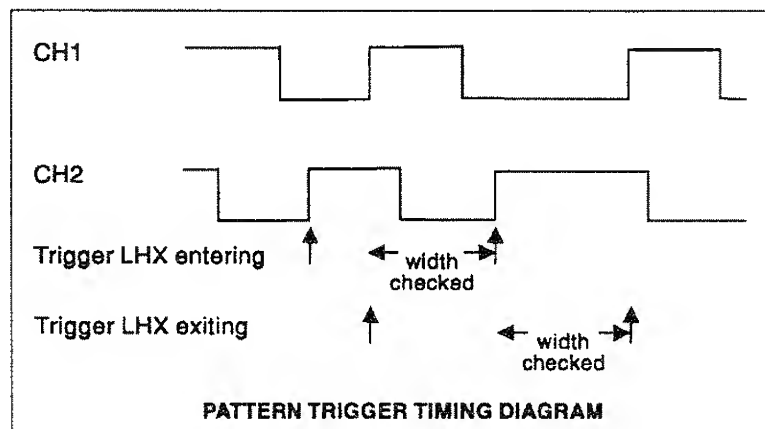 CH1
CH2
Trigger LHX entering
width
checked
Trigger LHX exiting
width
checked
PATTERN TRIGGER TIMING DIAGRAM